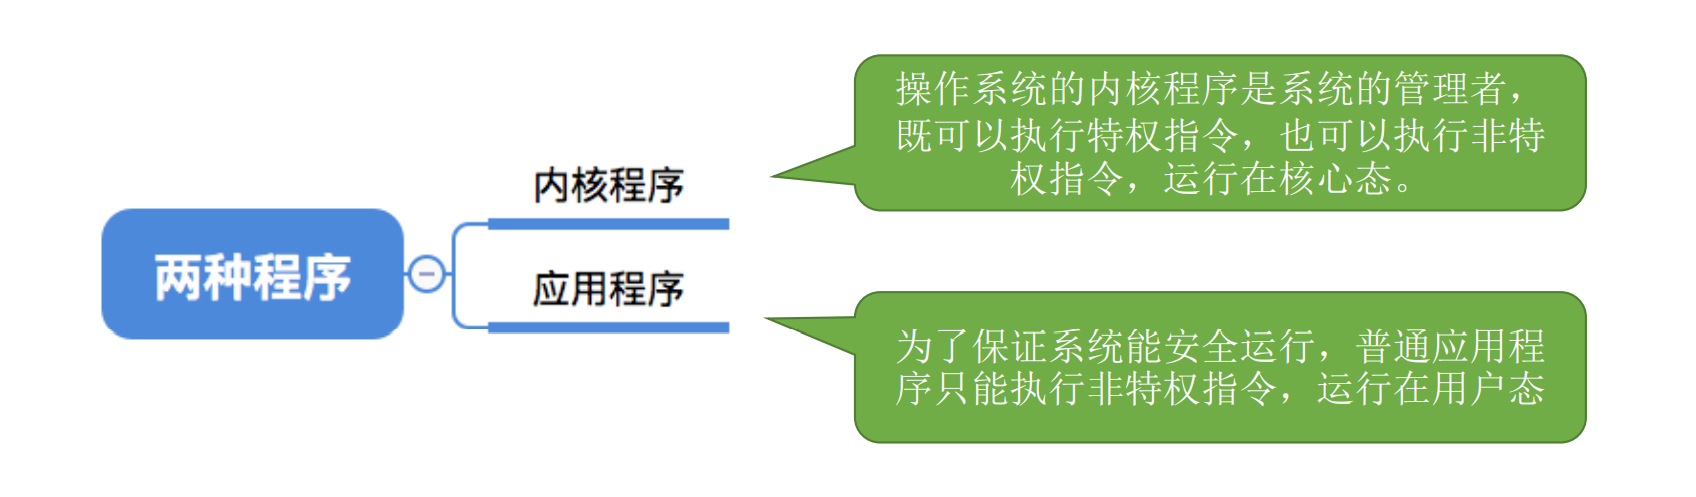 两种程序
内核程序
操作系统的内核程序是系统的管理者，
既可以执行特权指令，也可以执行非特
权指令，运行在核心态。
应用程序
为了保证系统能安全运行，普通应用程
序只能执行非特权指令，运行在用户态